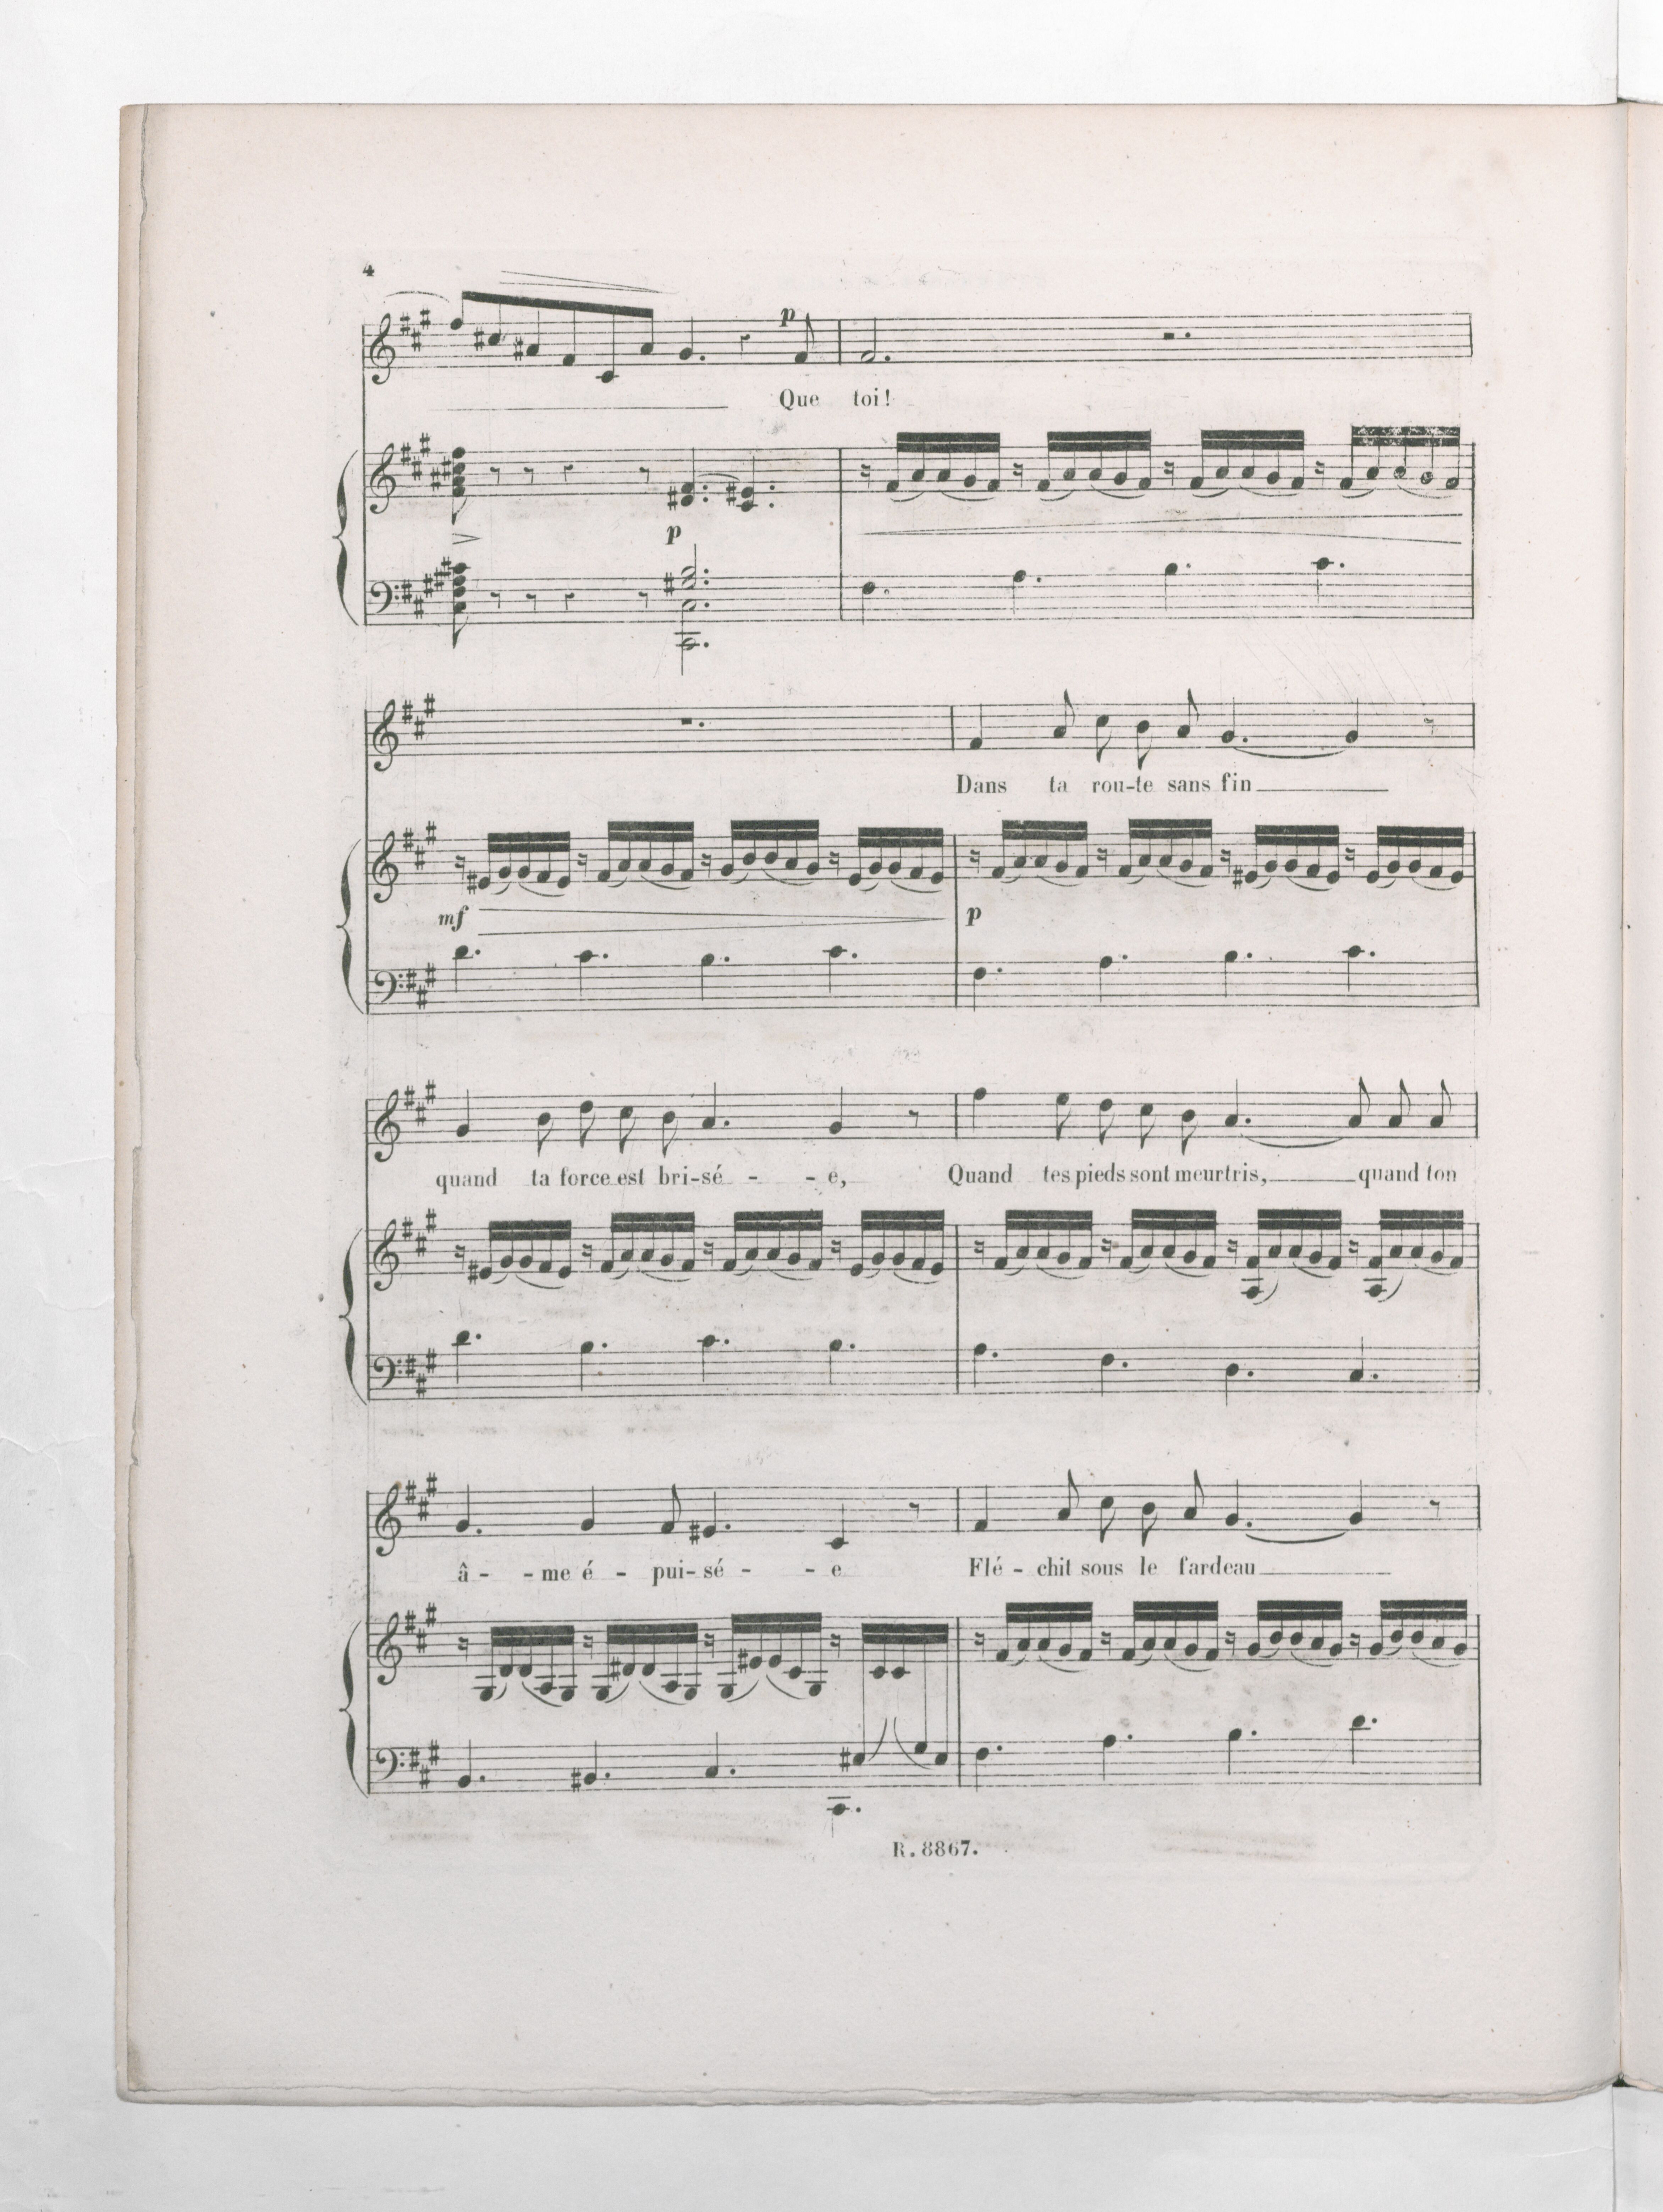 4
p
Que toi!
p
Dans ta rou-te sans fin
mf
p
quand ta force est bri-sé - - e, Quand tes pieds sont meurtris, quand ton
â - - me é - pui-sé - - e Flé - chit sous le fardeau
R. 8867.